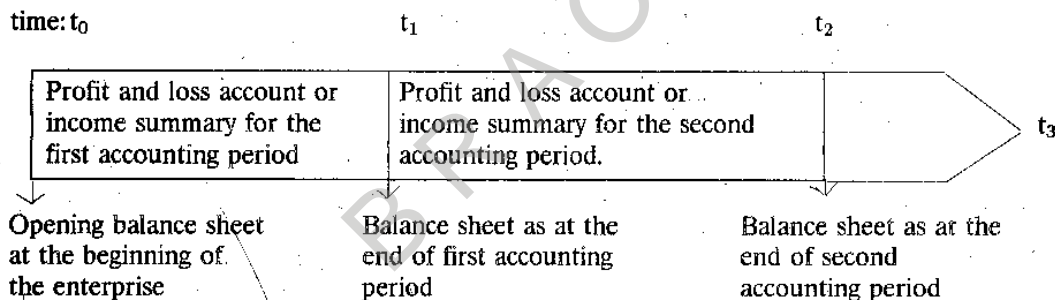 time: t₀ t₁ t₂
Profit and loss account or
income summary for the
first accounting period
Profit and loss account or
income summary for the second
accounting period.
t₃
Opening balance sheet
at the beginning of
the enterprise
Balance sheet as at the
end of first accounting
period
Balance sheet as at the
end of second
accounting period
BRAO